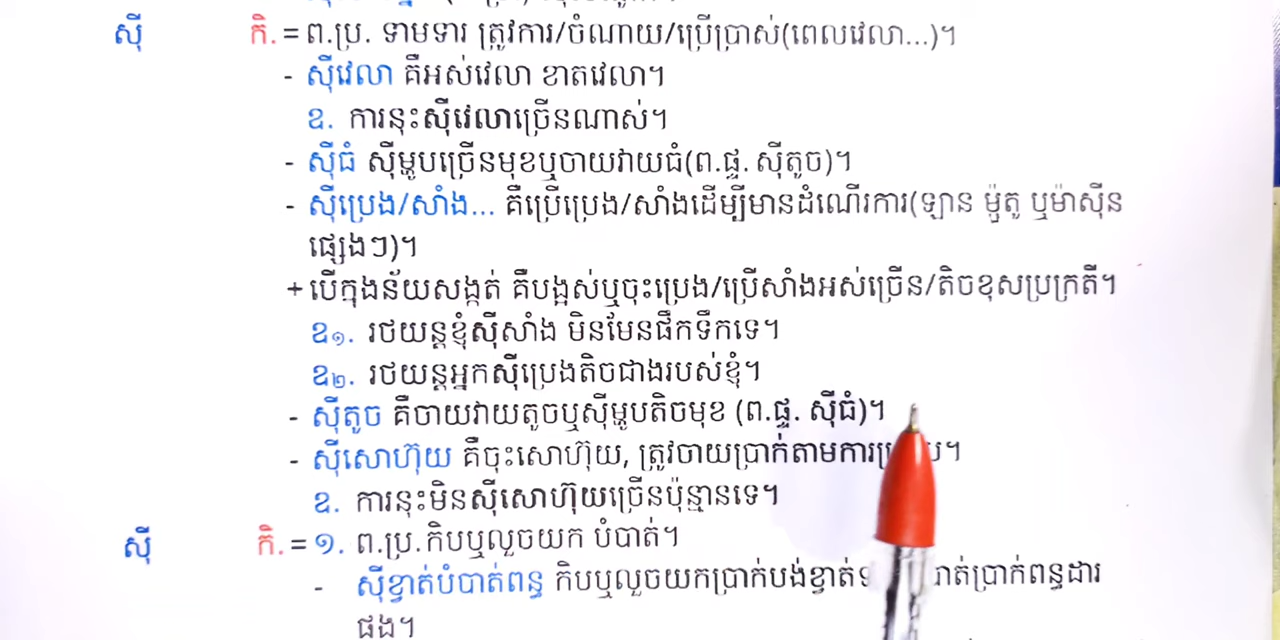 ស៊ី កិ. = ព.ប្រ. ទាមទារ ត្រូវការ/ចំណាយ/ប្រើប្រាស់(ពេលវេលា...)។
- ស៊ីវេលា គឺអស់វេលា ខាតវេលា។
ឧ. ការនុះស៊ីវេលាច្រើនណាស់។
- ស៊ីធំ ស៊ីម្ហូបច្រើនមុខឬចាយវាយធំ(ព.ផ្ទុ. ស៊ីតូច)។
- ស៊ីប្រេង/សាំង... គឺប្រើប្រេង/សាំងដើម្បីមានដំណើរការ(ឡាន ម៉ូតូ ឬម៉ាស៊ីន
ផ្សេងៗ)។
+ បើក្នុងន័យសង្កត់ គឺបង្អស់ឬចុះប្រេង/ប្រើសាំងអស់ច្រើន/តិចខុសប្រក្រតី។
ឧ១. រថយន្តខ្ញុំស៊ីសាំង មិនមែនផឹកទឹកទេ។
ឧ២. រថយន្តអ្នកស៊ីប្រេងតិចជាងរបស់ខ្ញុំ។
- ស៊ីតូច គឺចាយវាយតូចឬស៊ីម្ហូបតិចមុខ (ព.ផ្ទុ. ស៊ីធំ)។
- ស៊ីសោហ៊ុយ គឺចុះសោហ៊ុយ, ត្រូវចាយប្រាក់តាមការ
ឧ. ការនុះមិនស៊ីសោហ៊ុយច្រើនប៉ុន្មានទេ។
ស៊ី កិ. = ១. ព.ប្រ. កិបឬលួចយក បំបាត់។
- ស៊ីខ្វាត់បំបាត់ពន្ធ កិបឬលួចយកប្រាក់បង់ខ្វាត់ ប្រាក់ពន្ធដារ
ផង។